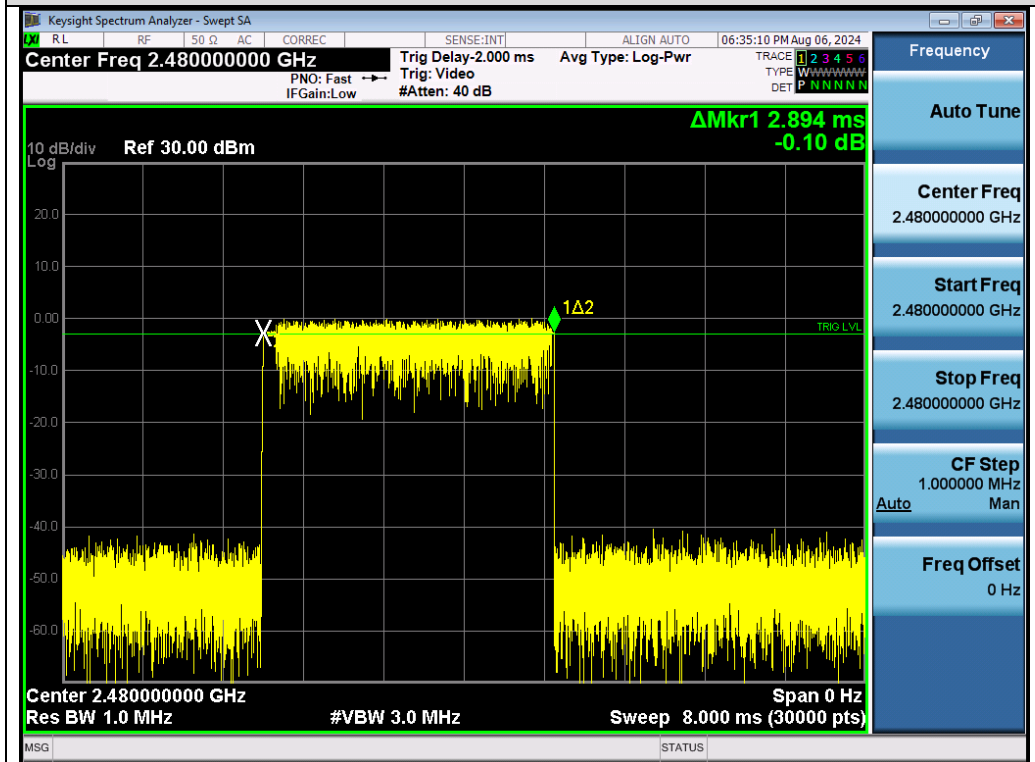 Keysight Spectrum Analyzer - Swept SA
LXI RL RF 50 Ω AC CORREC SENSE:INT ALIGN AUTO 06:35:10 PM Aug 06, 2024
Center Freq 2.480000000 GHz
PNO: Fast
IFGain:Low
Trig Delay-2.000 ms
Trig: Video
#Atten: 40 dB
Avg Type: Log-Pwr
TRACE 1 2 3 4 5 6
TYPE WWWWWW
DET P N N N N N
ΔMkr1 2.894 ms
-0.10 dB
10 dB/div Ref 30.00 dBm
Log
20.0
10.0
0.00
-10.0
-20.0
-30.0
-40.0
-50.0
-60.0
1Δ2
TRIG LVL
Center 2.480000000 GHz Span 0 Hz
Res BW 1.0 MHz #VBW 3.0 MHz Sweep 8.000 ms (30000 pts)
MSG STATUS
Frequency
Auto Tune
Center Freq
2.480000000 GHz
Start Freq
2.480000000 GHz
Stop Freq
2.480000000 GHz
CF Step
1.000000 MHz
Auto Man
Freq Offset
0 Hz